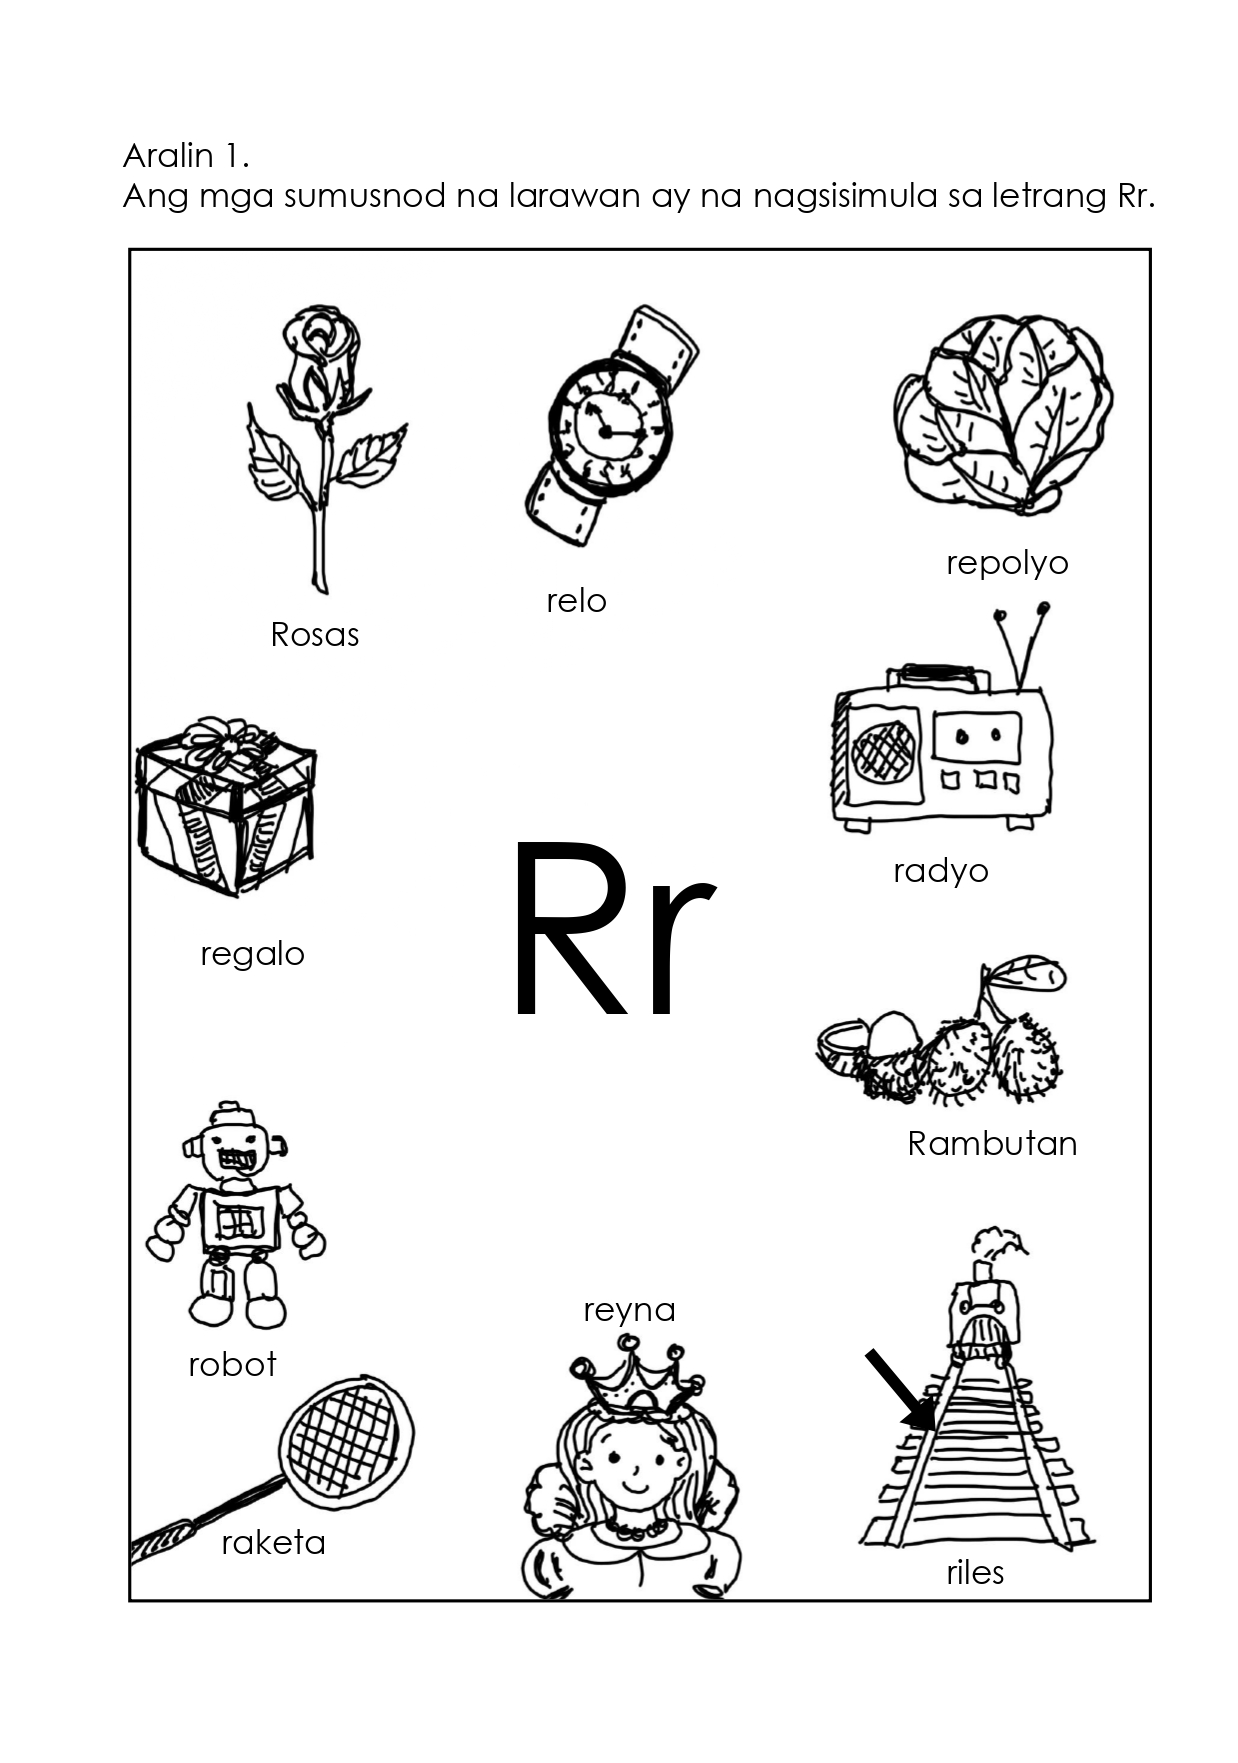 Aralin 1.
Ang mga sumusnod na larawan ay na nagsisimula sa letrang Rr.
Rosas
relo
repolyo
radyo
regalo
Rr
Rambutan
robot
reyna
raketa
riles